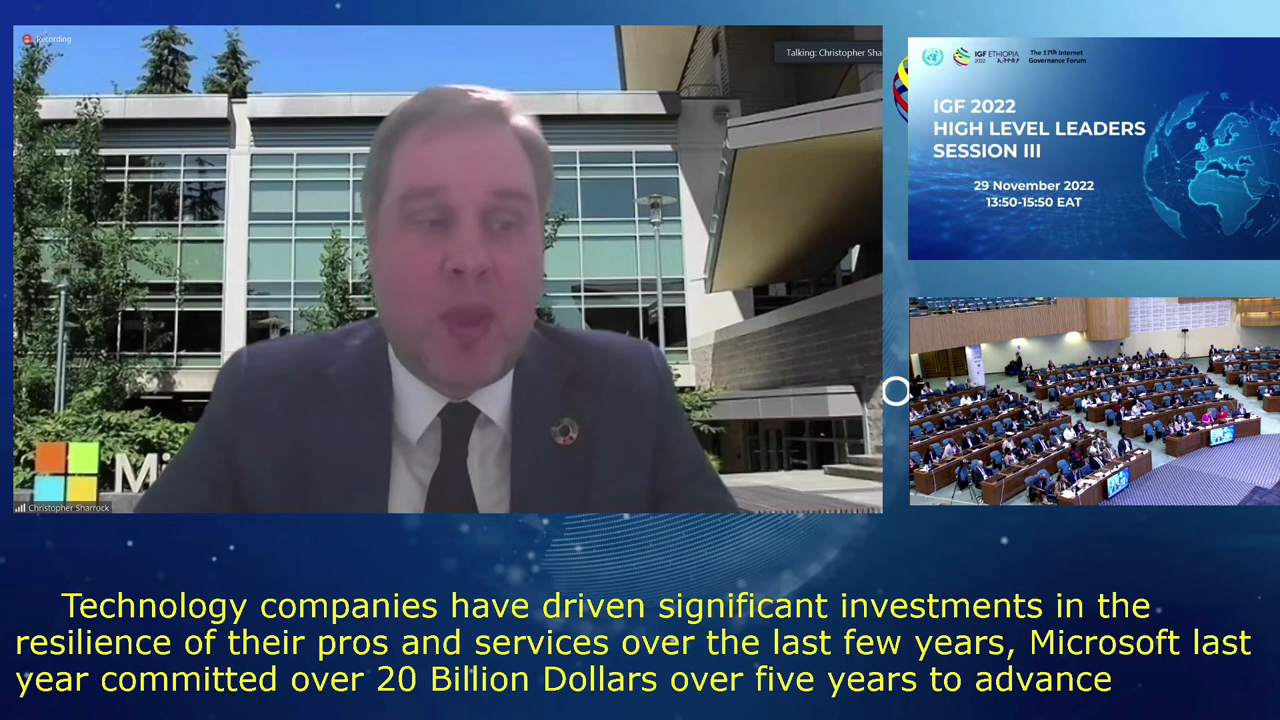 Recording
Talking: Christopher Sha
Mi
Christopher Sharrock
IGF ETHIOPIA
2022 ኢትዮጵያ
The 17th Internet
Governance Forum
IGF 2022
HIGH LEVEL LEADERS
SESSION III
29 November 2022
13:50-15:50 EAT
O
Technology companies have driven significant investments in the
resilience of their pros and services over the last few years, Microsoft last
year committed over 20 Billion Dollars over five years to advance